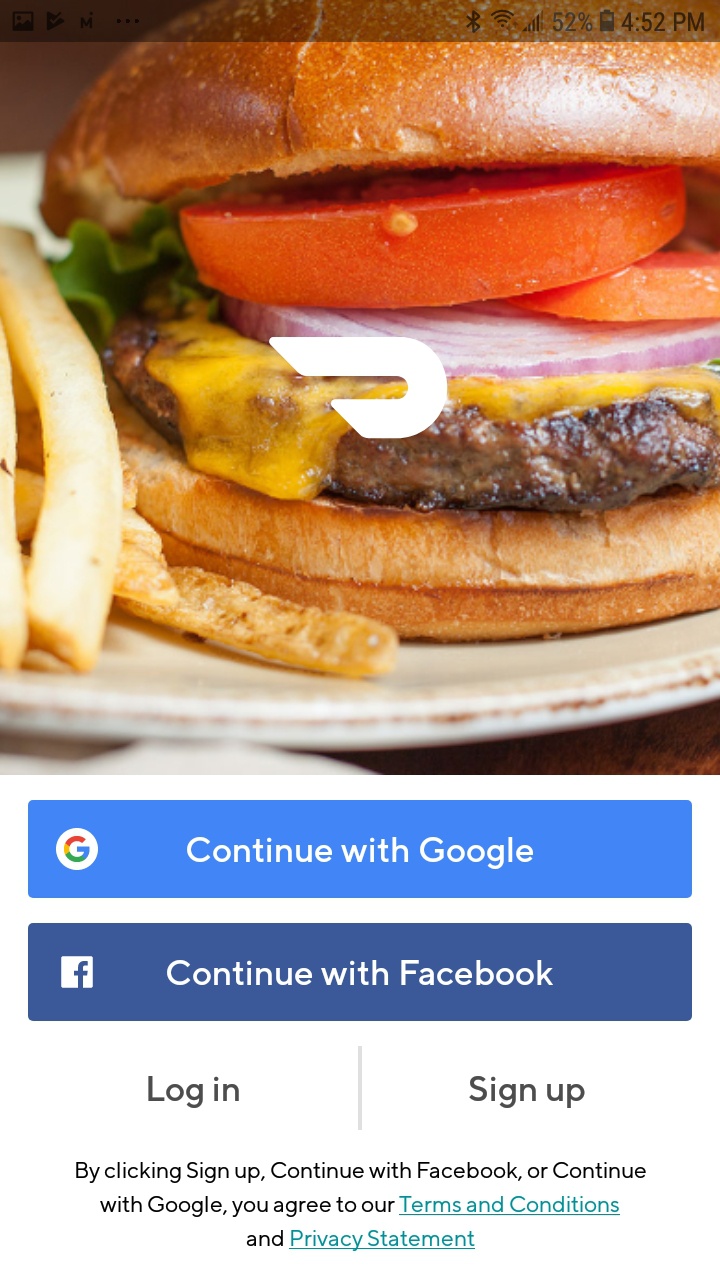 52% 4:52 PM
Continue with Google
Continue with Facebook
Log in
Sign up
By clicking Sign up, Continue with Facebook, or Continue
with Google, you agree to our Terms and Conditions
and Privacy Statement